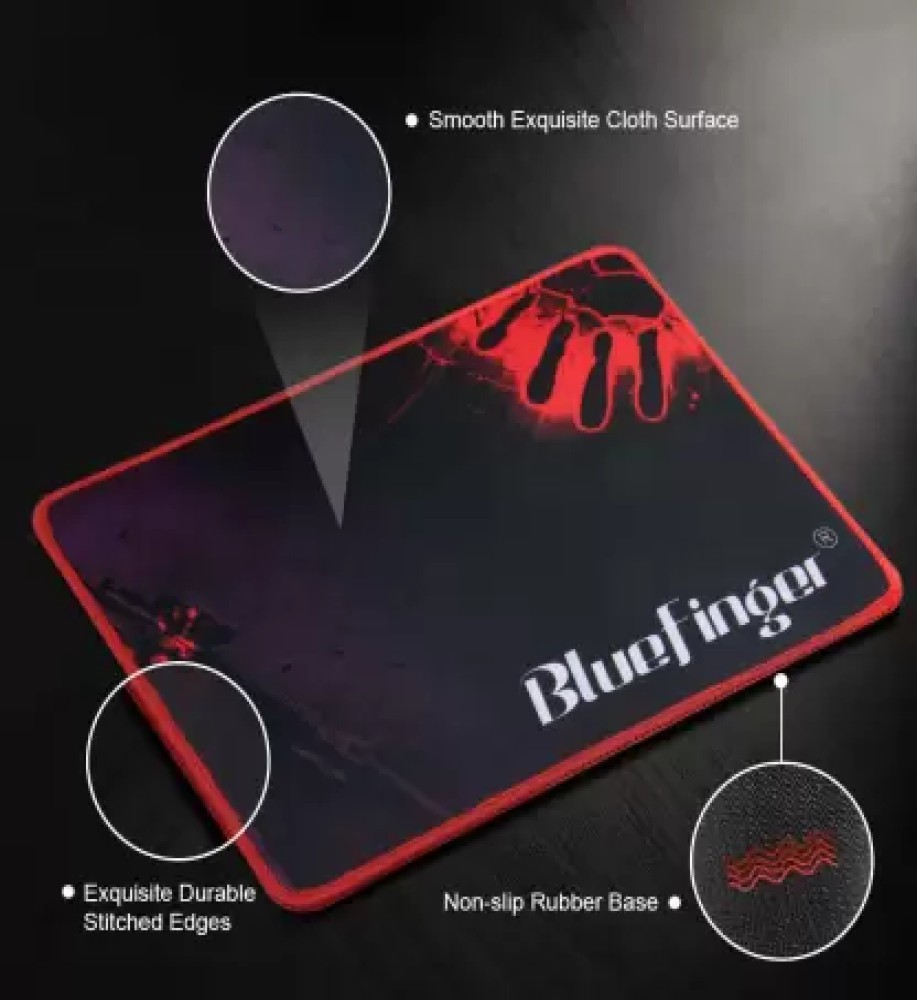 Smooth Exquisite Cloth Surface
Bluefinger®
Exquisite Durable
Stitched Edges
Non-slip Rubber Base